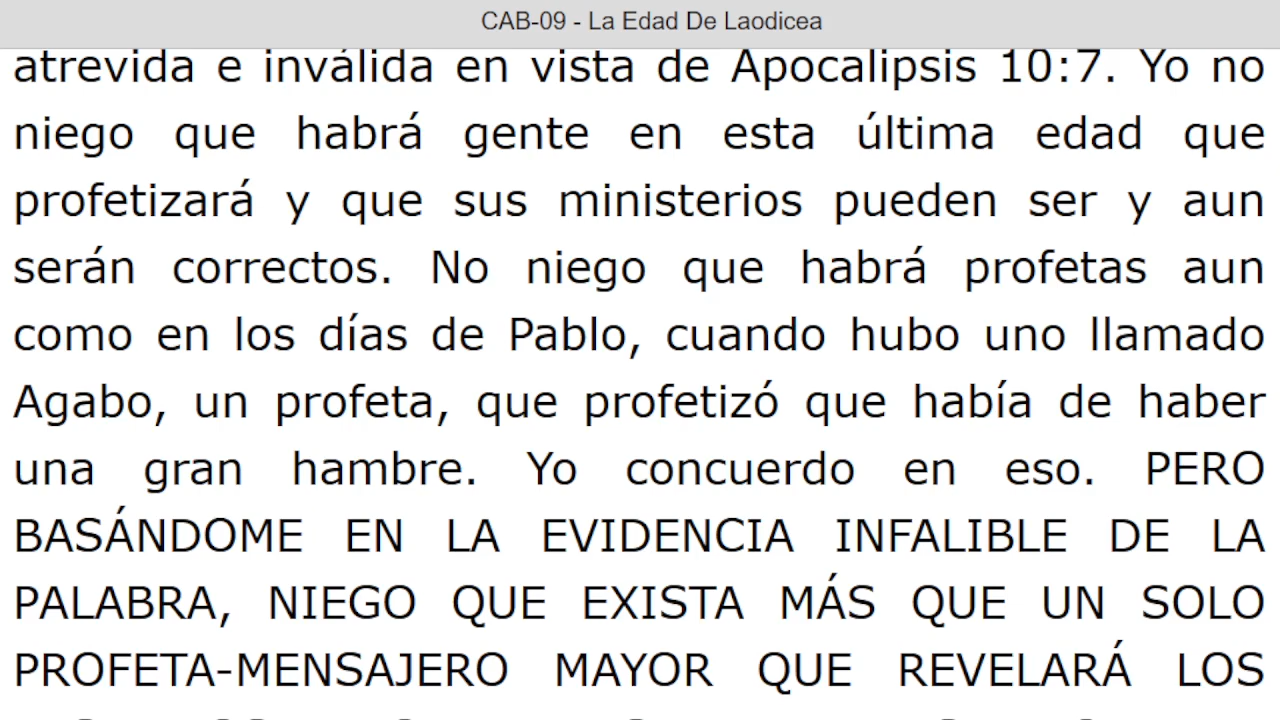 CAB-09 - La Edad De Laodicea
atrevida e inválida en vista de Apocalipsis 10:7. Yo no
niego que habrá gente en esta última edad que
profetizará y que sus ministerios pueden ser y aun
serán correctos. No niego que habrá profetas aun
como en los días de Pablo, cuando hubo uno llamado
Agabo, un profeta, que profetizó que había de haber
una gran hambre. Yo concuerdo en eso. PERO
BASÁNDOME EN LA EVIDENCIA INFALIBLE DE LA
PALABRA, NIEGO QUE EXISTA MÁS QUE UN SOLO
PROFETA-MENSAJERO MAYOR QUE REVELARÁ LOS